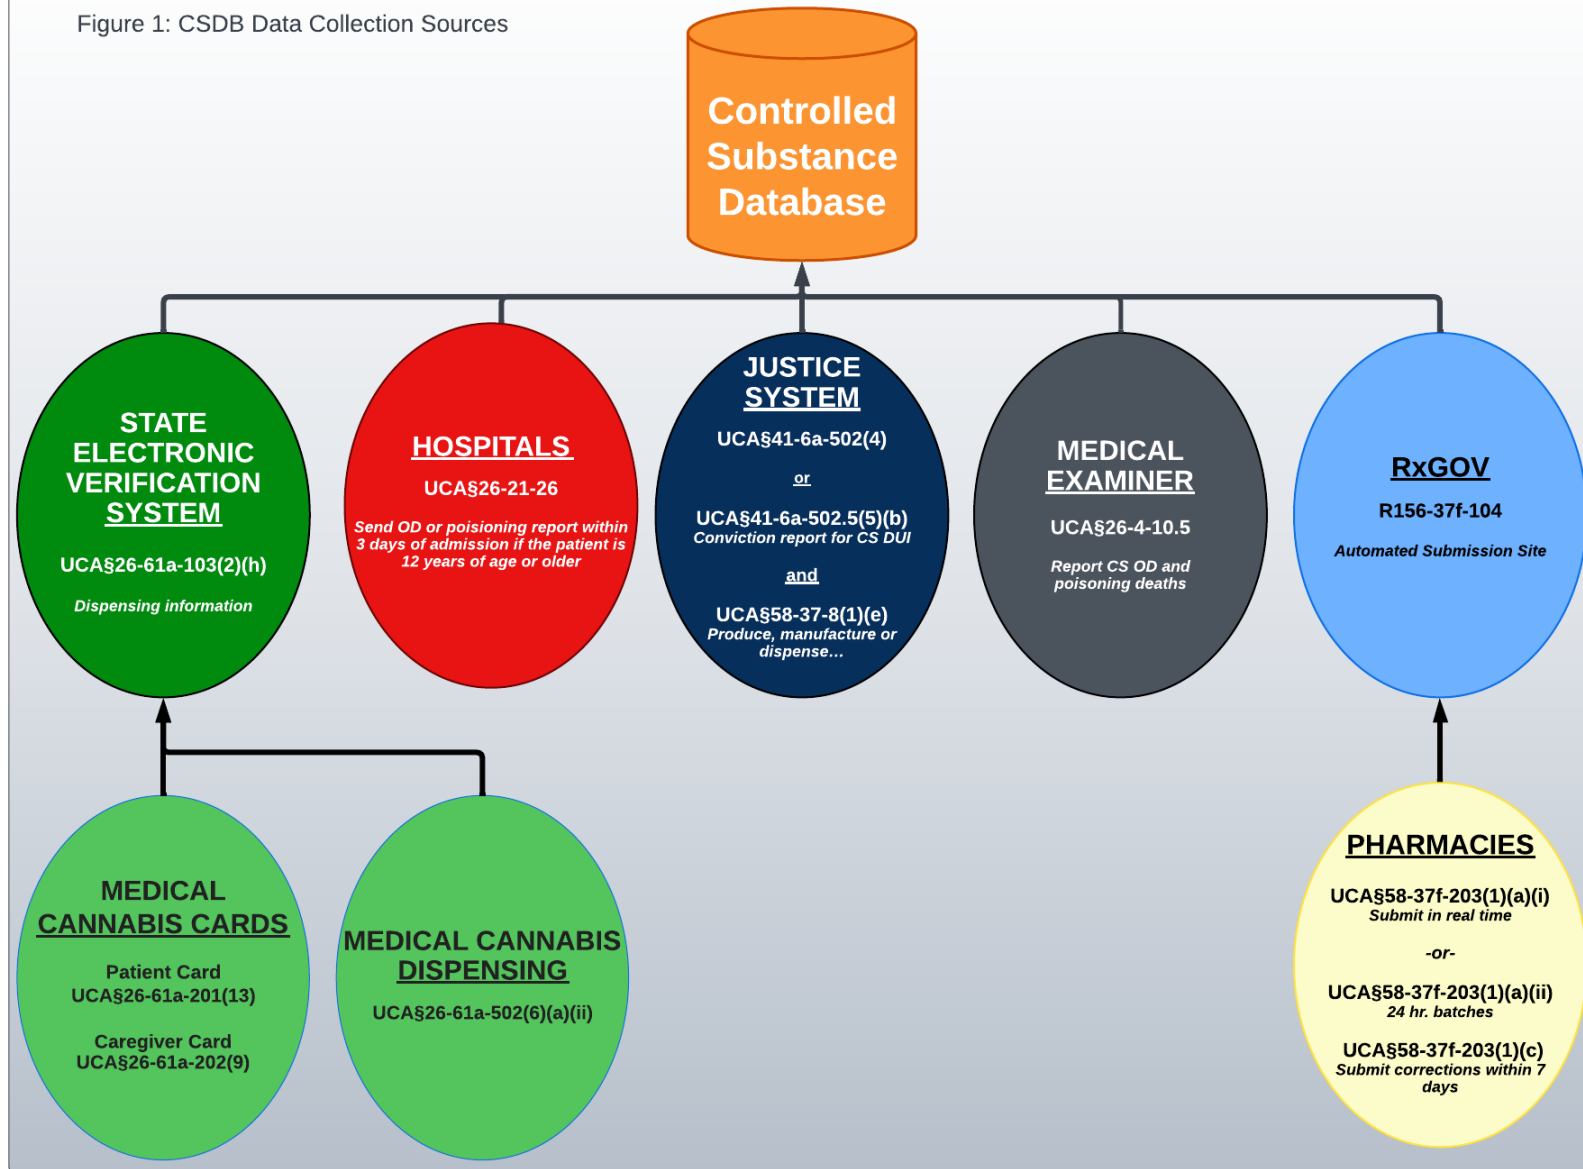 Figure 1: CSDB Data Collection Sources
Controlled
Substance
Database
STATE
ELECTRONIC
VERIFICATION
SYSTEM
UCA§26-61a-103(2)(h)
Dispensing information
HOSPITALS
UCA§26-21-26
Send OD or poisioning report within
3 days of admission if the patient is
12 years of age or older
JUSTICE
SYSTEM
UCA§41-6a-502(4)
or
UCA§41-6a-502.5(5)(b)
Conviction report for CS DUI
and
UCA§58-37-8(1)(e)
Produce, manufacture or
dispense…
MEDICAL
EXAMINER
UCA§26-4-10.5
Report CS OD and
poisoning deaths
RxGOV
R156-37f-104
Automated Submission Site
MEDICAL
CANNABIS CARDS
Patient Card
UCA§26-61a-201(13)
Caregiver Card
UCA§26-61a-202(9)
MEDICAL CANNABIS
DISPENSING
UCA§26-61a-502(6)(a)(ii)
PHARMACIES
UCA§58-37f-203(1)(a)(i)
Submit in real time
-or-
UCA§58-37f-203(1)(a)(ii)
24 hr. batches
UCA§58-37f-203(1)(c)
Submit corrections within 7
days